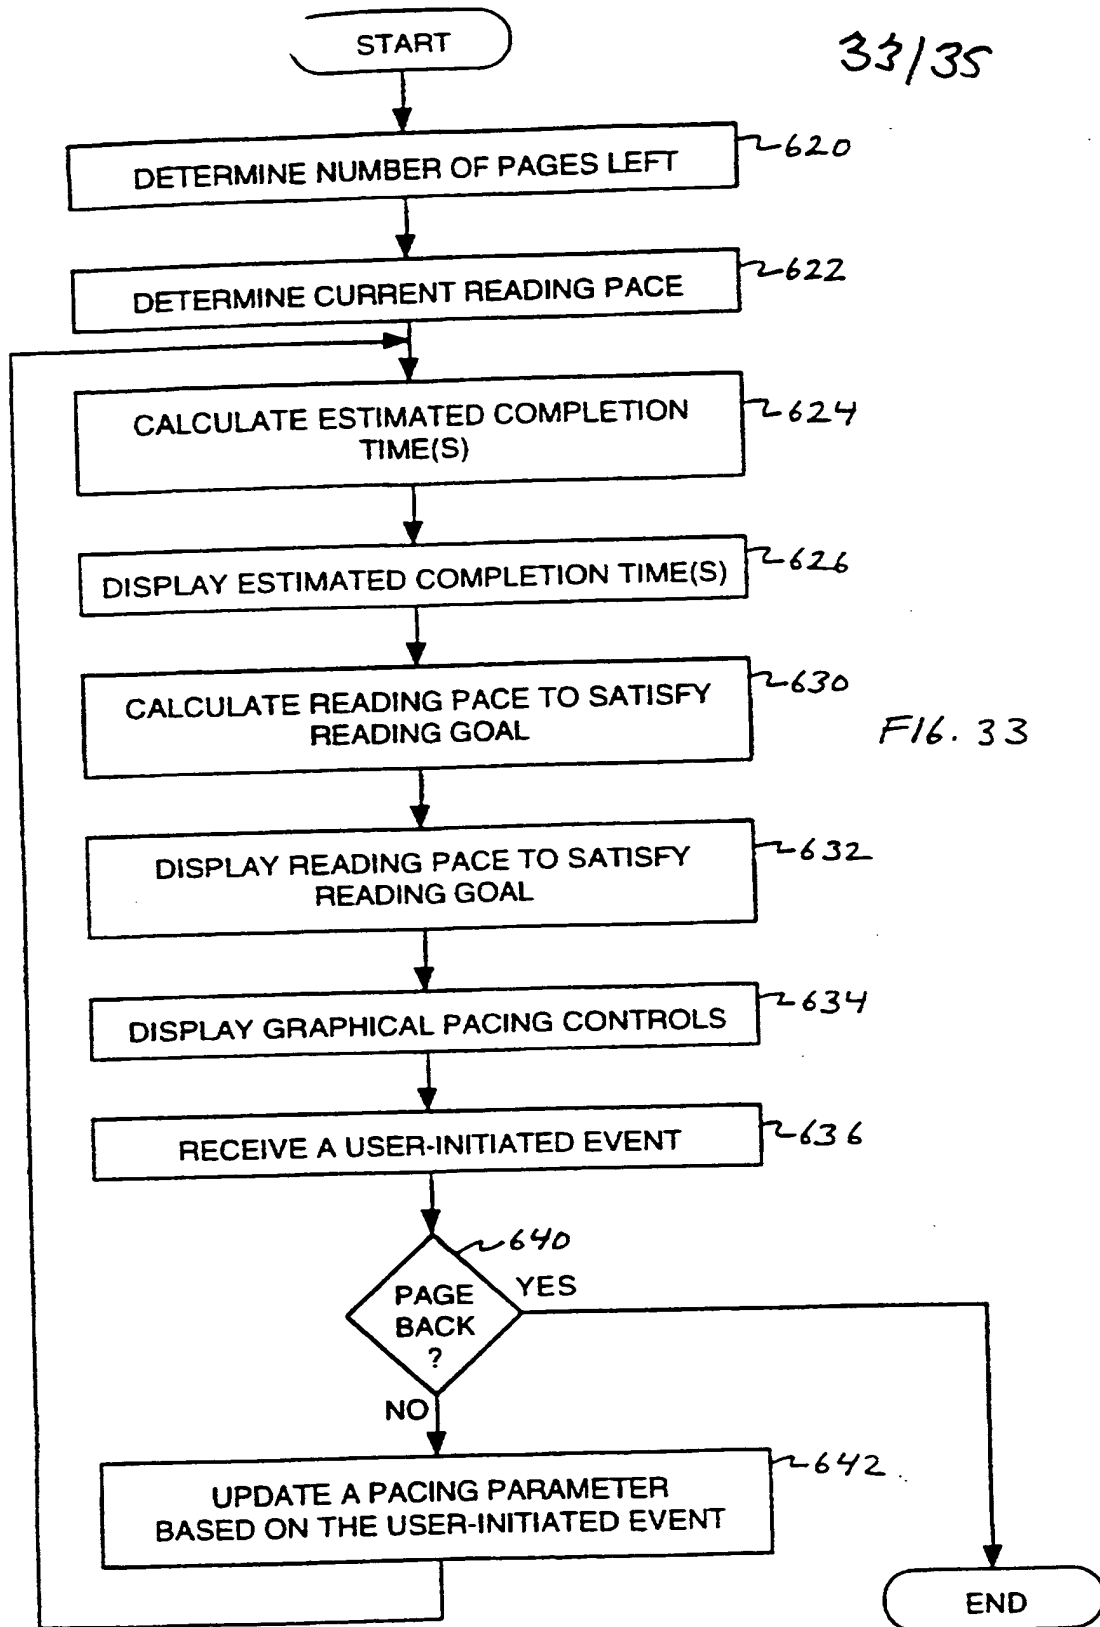 START
33/35
DETERMINE NUMBER OF PAGES LEFT
620
DETERMINE CURRENT READING PACE
622
CALCULATE ESTIMATED COMPLETION
TIME(S)
624
DISPLAY ESTIMATED COMPLETION TIME(S)
626
CALCULATE READING PACE TO SATISFY
READING GOAL
630
FIG. 33
DISPLAY READING PACE TO SATISFY
READING GOAL
632
DISPLAY GRAPHICAL PACING CONTROLS
634
RECEIVE A USER-INITIATED EVENT
636
640
PAGE
BACK
?
YES
NO
UPDATE A PACING PARAMETER
BASED ON THE USER-INITIATED EVENT
642
END